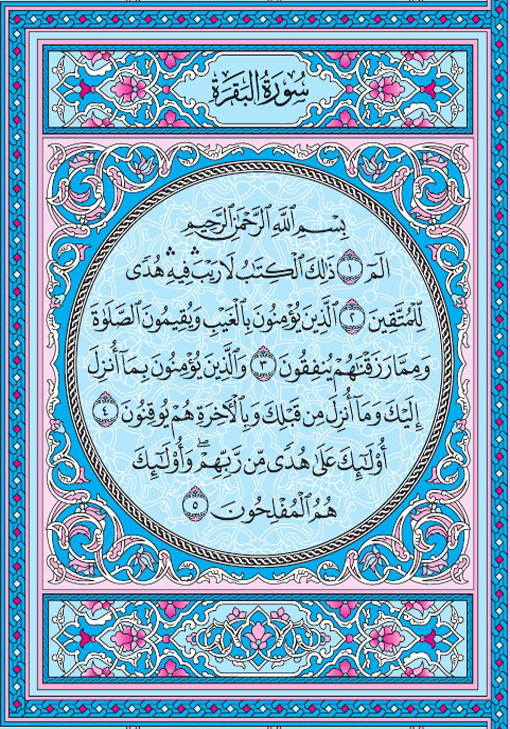 سُورَةُ البَقَرَةِ
بِسْمِ ٱللَّهِ ٱلرَّحْمَٰنِ ٱلرَّحِيمِ
الٓمٓ ١ ذَٰلِكَ ٱلْكِتَٰبُ لَا رَيْبَ ۛ فِيهِ ۛ هُدًى
لِّلْمُتَّقِينَ ٢ ٱلَّذِينَ يُؤْمِنُونَ بِٱلْغَيْبِ وَيُقِيمُونَ ٱلصَّلَوٰةَ
وَمِمَّا رَزَقْنَٰهُمْ يُنفِقُونَ ٣ وَٱلَّذِينَ يُؤْمِنُونَ بِمَآ أُنزِلَ
إِلَيْكَ وَمَآ أُنزِلَ مِن قَبْلِكَ وَبِٱلْءَاخِرَةِ هُمْ يُوقِنُونَ ٤
أُو۟لَٰٓئِكَ عَلَىٰ هُدًى مِّن رَّبِّهِمْ ۖ وَأُو۟لَٰٓئِكَ
هُمُ ٱلْمُفْلِحُونَ ٥